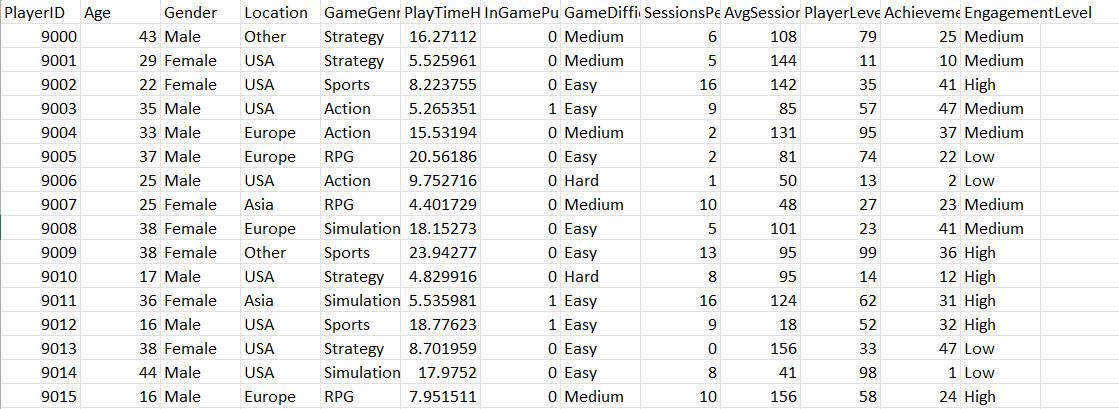 PlayerID Age Gender Location GameGenr PlayTimeH InGamePu GameDiffic SessionsPe AvgSession PlayerLeve Achieveme EngagementLevel
9000 43 Male Other Strategy 16.27112 0 Medium 6 108 79 25 Medium
9001 29 Female USA Strategy 5.525961 0 Medium 5 144 11 10 Medium
9002 22 Female USA Sports 8.223755 0 Easy 16 142 35 41 High
9003 35 Male USA Action 5.265351 1 Easy 9 85 57 47 Medium
9004 33 Male Europe Action 15.53194 0 Medium 2 131 95 37 Medium
9005 37 Male Europe RPG 20.56186 0 Easy 2 81 74 22 Low
9006 25 Male USA Action 9.752716 0 Hard 1 50 13 2 Low
9007 25 Female Asia RPG 4.401729 0 Medium 10 48 27 23 Medium
9008 38 Female Europe Simulation 18.15273 0 Easy 5 101 23 41 Medium
9009 38 Female Other Sports 23.94277 0 Easy 13 95 99 36 High
9010 17 Male USA Strategy 4.829916 0 Hard 8 95 14 12 High
9011 36 Female Asia Simulation 5.535981 1 Easy 16 124 62 31 High
9012 16 Male USA Sports 18.77623 1 Easy 9 18 52 32 High
9013 38 Female USA Strategy 8.701959 0 Easy 0 156 33 47 Low
9014 44 Male USA Simulation 17.9752 0 Easy 8 41 98 1 Low
9015 16 Male Europe RPG 7.951511 0 Medium 10 156 58 24 High